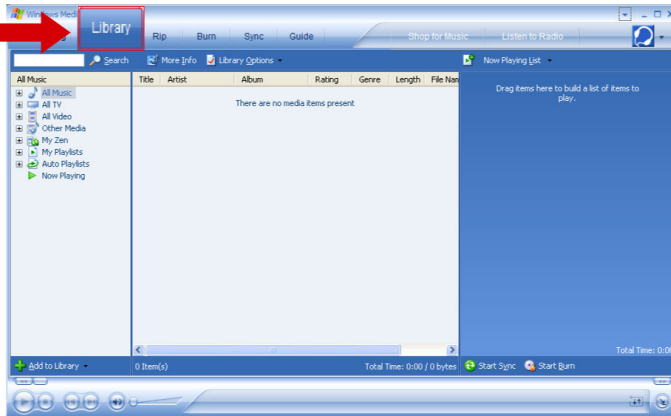 Windows Medi
Library
Rip Burn Sync Guide Shop for Music Listen to Radio
Search More Info Library Options Now Playing List
All Music
Title Artist Album Rating Genre Length File Nan
All Music
All TV
All Video
Other Media
My Zen
My Playlists
Auto Playlists
Now Playing
There are no media items present
Drag items here to build a list of items to
play.
Total Time: 0:00
Add to Library 0 Item(s) Total Time: 0:00 / 0 bytes Start Sync Start Burn